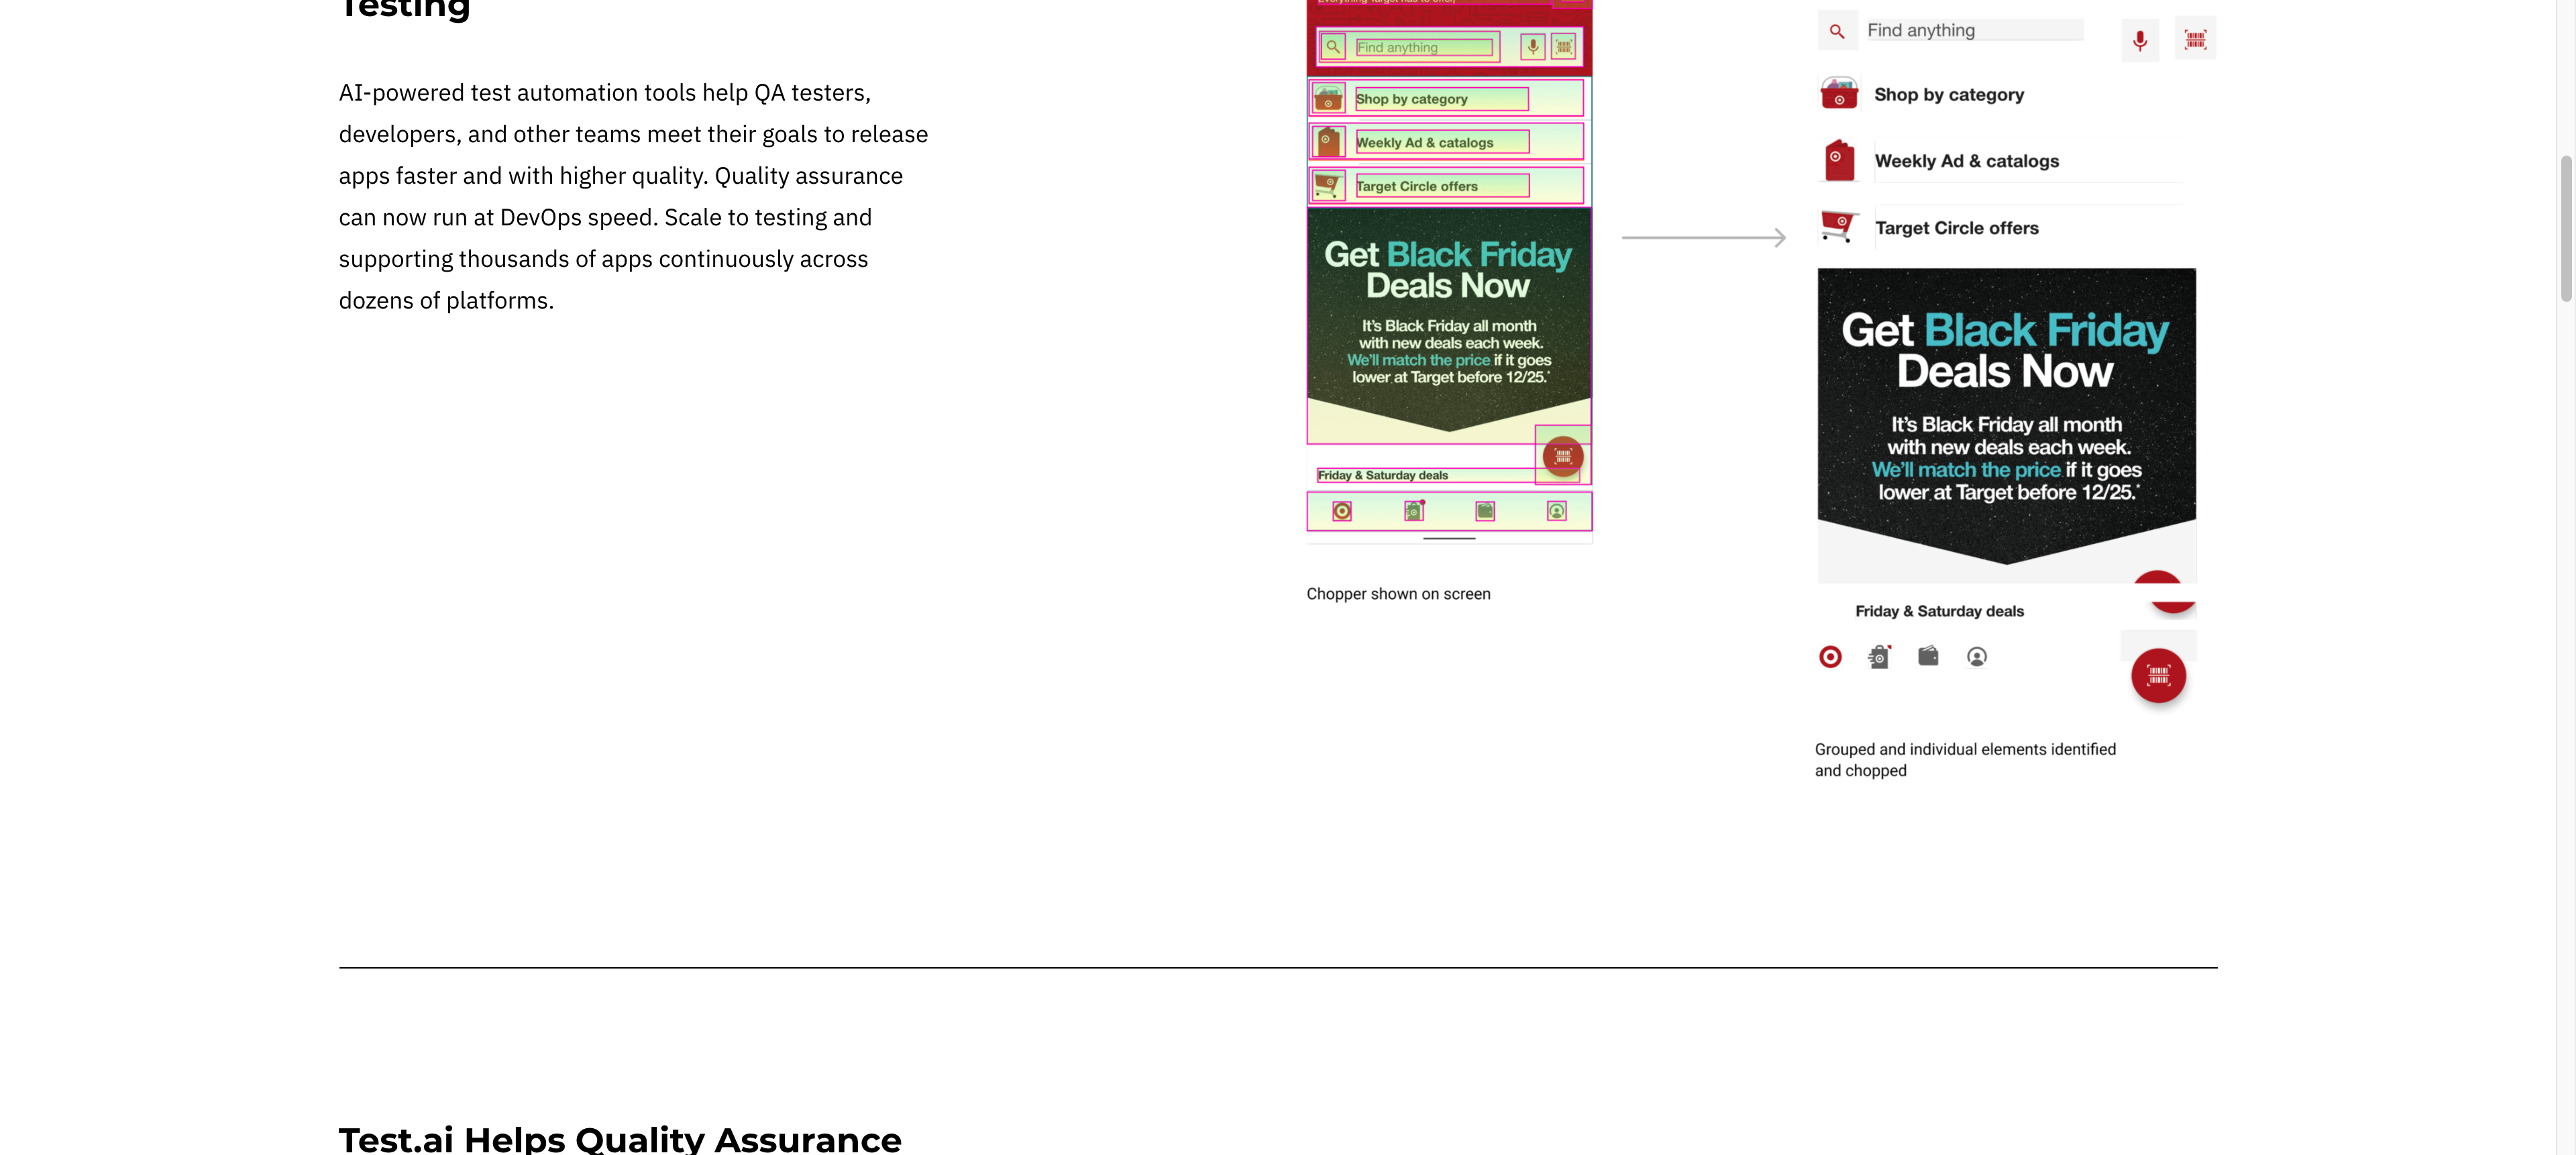 Testing
AI-powered test automation tools help QA testers,
developers, and other teams meet their goals to release
apps faster and with higher quality. Quality assurance
can now run at DevOps speed. Scale to testing and
supporting thousands of apps continuously across
dozens of platforms.
Everything Target has to offer
Find anything
Shop by category
Weekly Ad & catalogs
Target Circle offers
Get Black Friday
Deals Now
It's Black Friday all month
with new deals each week.
We'll match the price if it goes
lower at Target before 12/25.*
Friday & Saturday deals
Chopper shown on screen
Find anything
Shop by category
Weekly Ad & catalogs
Target Circle offers
Get Black Friday
Deals Now
It's Black Friday all month
with new deals each week.
We'll match the price if it goes
lower at Target before 12/25.*
Friday & Saturday deals
Grouped and individual elements identified
and chopped
Test.ai Helps Quality Assurance